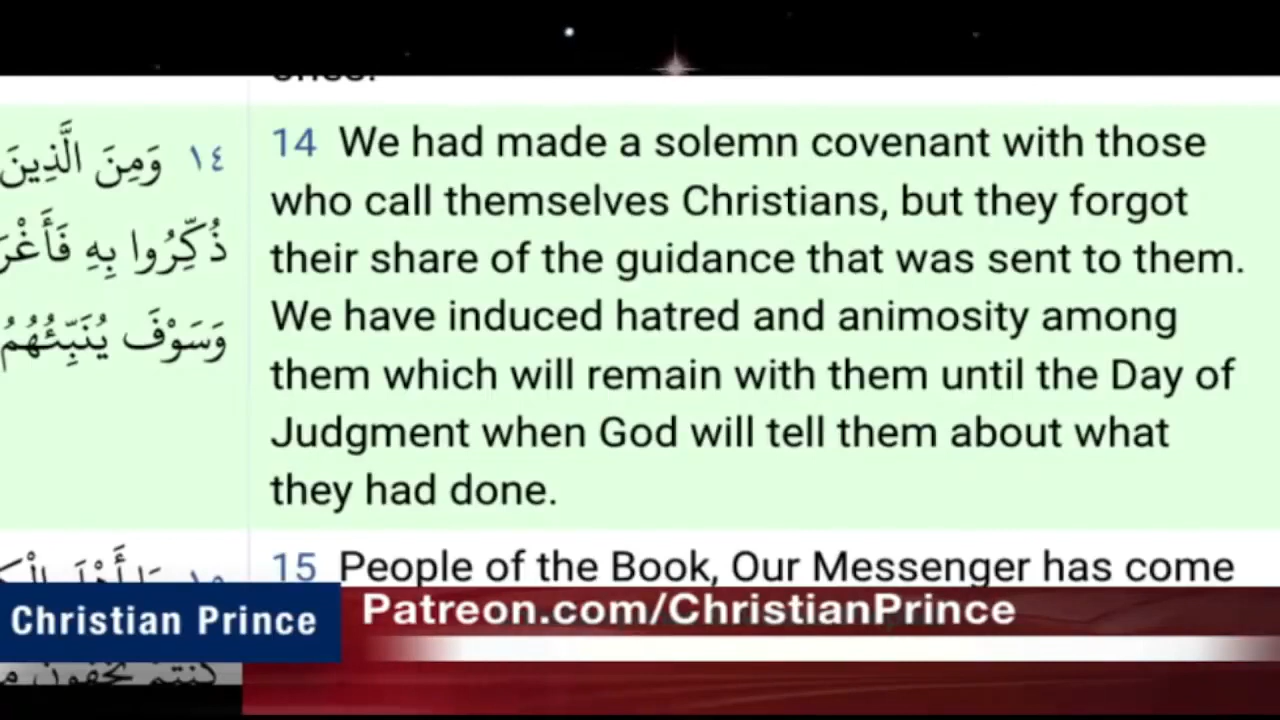 ١٤ وَمِنَ الَّذِينَ
ذُكِّرُوا بِهِ
وَسَوْفَ يُنَبِّئُهُمُ
14 We had made a solemn covenant with those
who call themselves Christians, but they forgot
their share of the guidance that was sent to them.
We have induced hatred and animosity among
them which will remain with them until the Day of
Judgment when God will tell them about what
they had done.
15 People of the Book, Our Messenger has come
Christian Prince
Patreon.com/ChristianPrince